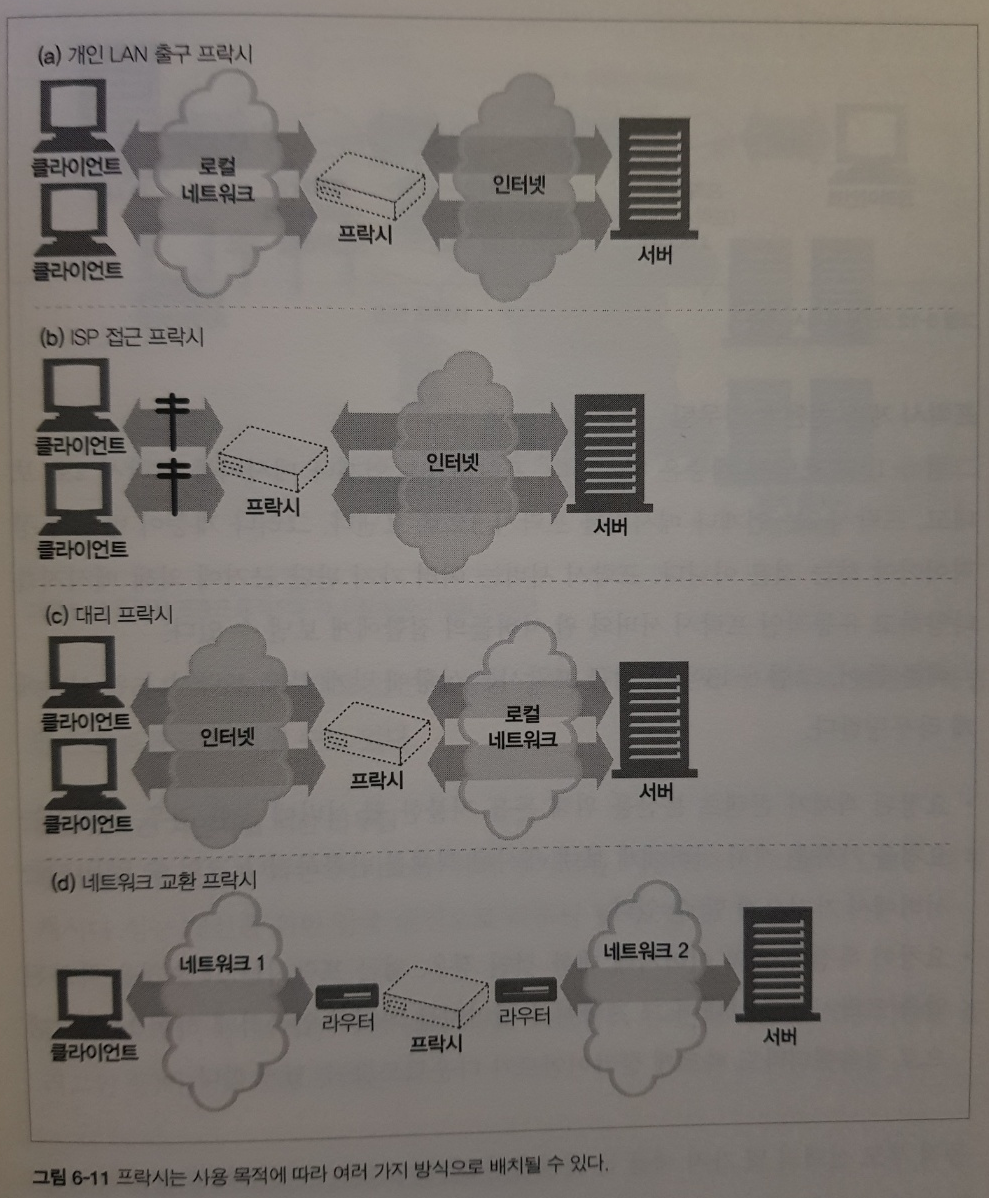 (a) 개인 LAN 출구 프락시
클라이언트
클라이언트
로컬
네트워크
프락시
인터넷
서버
(b) ISP 접근 프락시
클라이언트
클라이언트
프락시
인터넷
서버
(c) 대리 프락시
클라이언트
클라이언트
인터넷
프락시
로컬
네트워크
서버
(d) 네트워크 교환 프락시
클라이언트
네트워크 1
라우터
프락시
라우터
네트워크 2
서버
그림 6-11 프락시는 사용 목적에 따라 여러 가지 방식으로 배치될 수 있다.